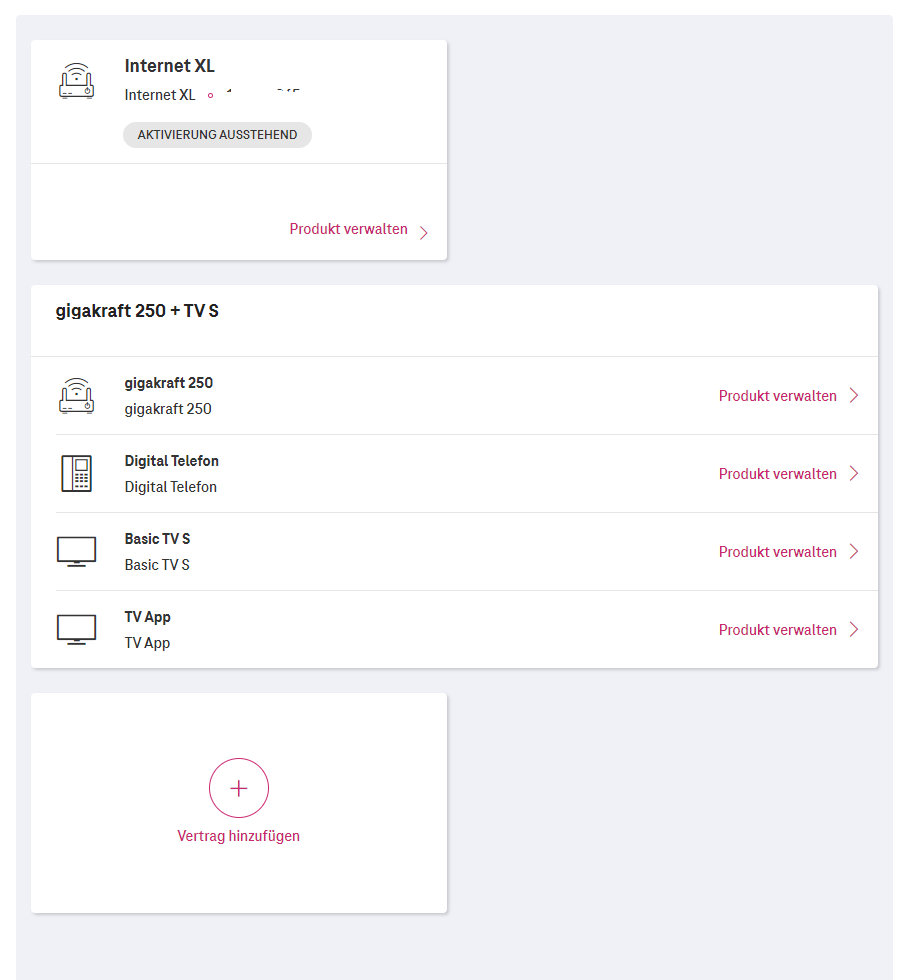 Internet XL
Internet XL
AKTIVIERUNG AUSSTEHEND
Produkt verwalten
gigakraft 250 + TV S
gigakraft 250
gigakraft 250
Produkt verwalten
Digital Telefon
Digital Telefon
Produkt verwalten
Basic TV S
Basic TV S
Produkt verwalten
TV App
TV App
Produkt verwalten
Vertrag hinzufügen